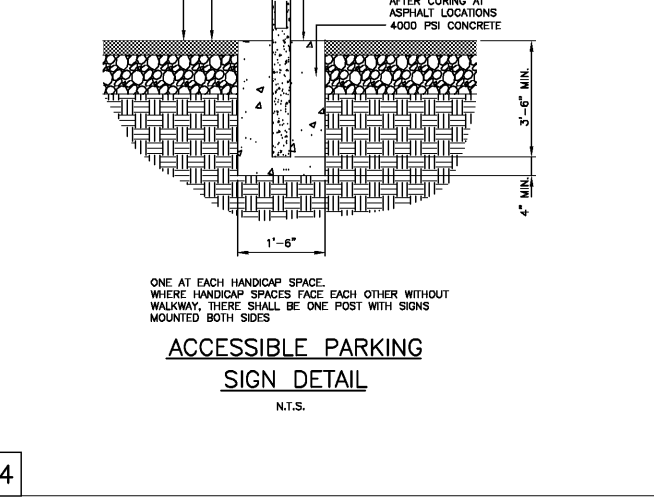 AFTER CURING AT
ASPHALT LOCATIONS
4000 PSI CONCRETE
3'-6" MIN.
4" MIN.
1'-6"
ONE AT EACH HANDICAP SPACE.
WHERE HANDICAP SPACES FACE EACH OTHER WITHOUT
WALKWAY, THERE SHALL BE ONE POST WITH SIGNS
MOUNTED BOTH SIDES
ACCESSIBLE PARKING
SIGN DETAIL
N.T.S.
4